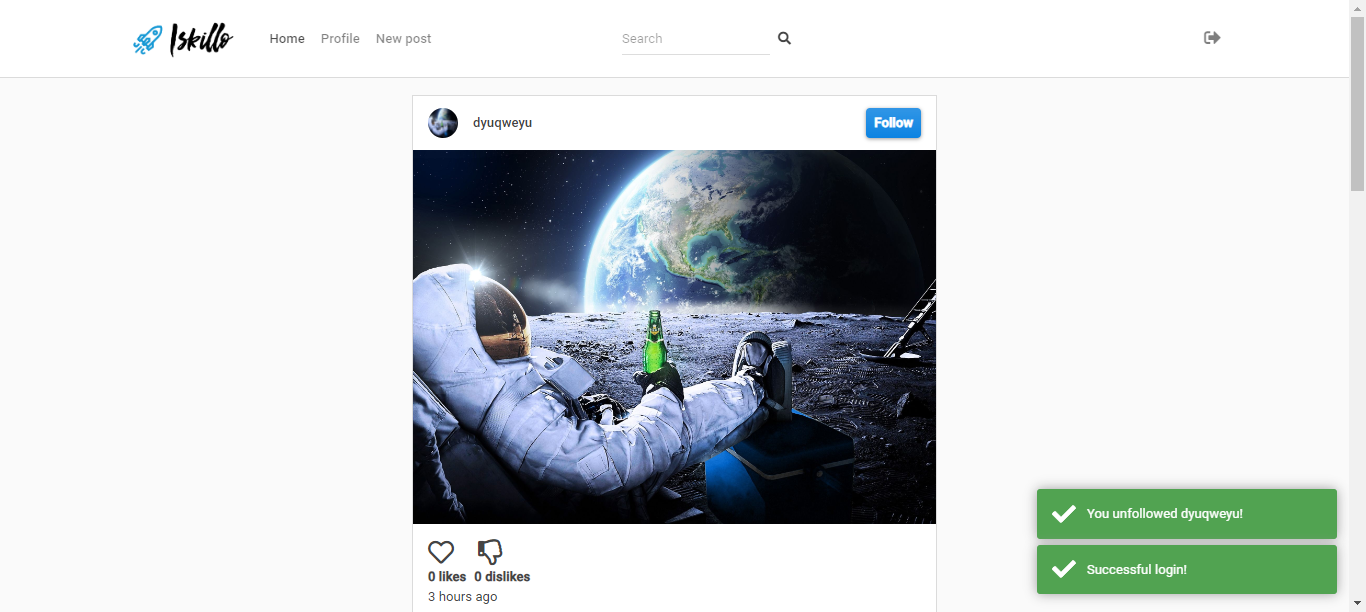 Iskillo
Home Profile New post
Search
dyuqweyu
Follow
0 likes 0 dislikes
3 hours ago
You unfollowed dyuqweyu!
Successful login!